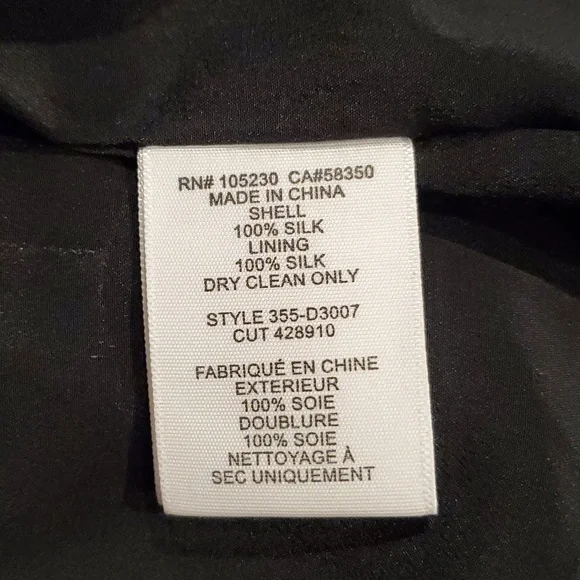 RN# 105230 CA#58350
MADE IN CHINA
SHELL
100% SILK
LINING
100% SILK
DRY CLEAN ONLY
STYLE 355-D3007
CUT 428910
FABRIQUÉ EN CHINE
EXTERIEUR
100% SOIE
DOUBLURE
100% SOIE
NETTOYAGE À
SEC UNIQUEMENT